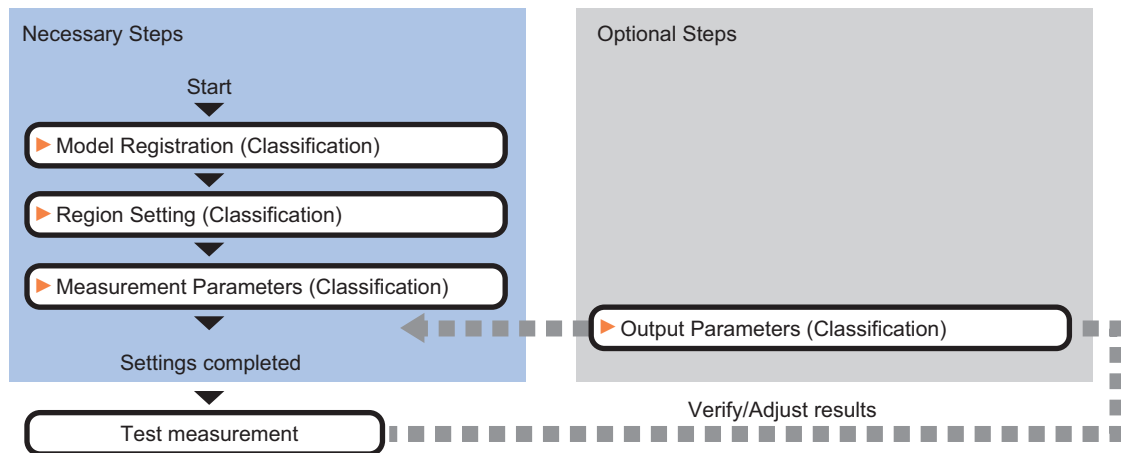 Necessary Steps
Start
Model Registration (Classification)
Region Setting (Classification)
Measurement Parameters (Classification)
Settings completed
Test measurement
Optional Steps
Output Parameters (Classification)
Verify/Adjust results